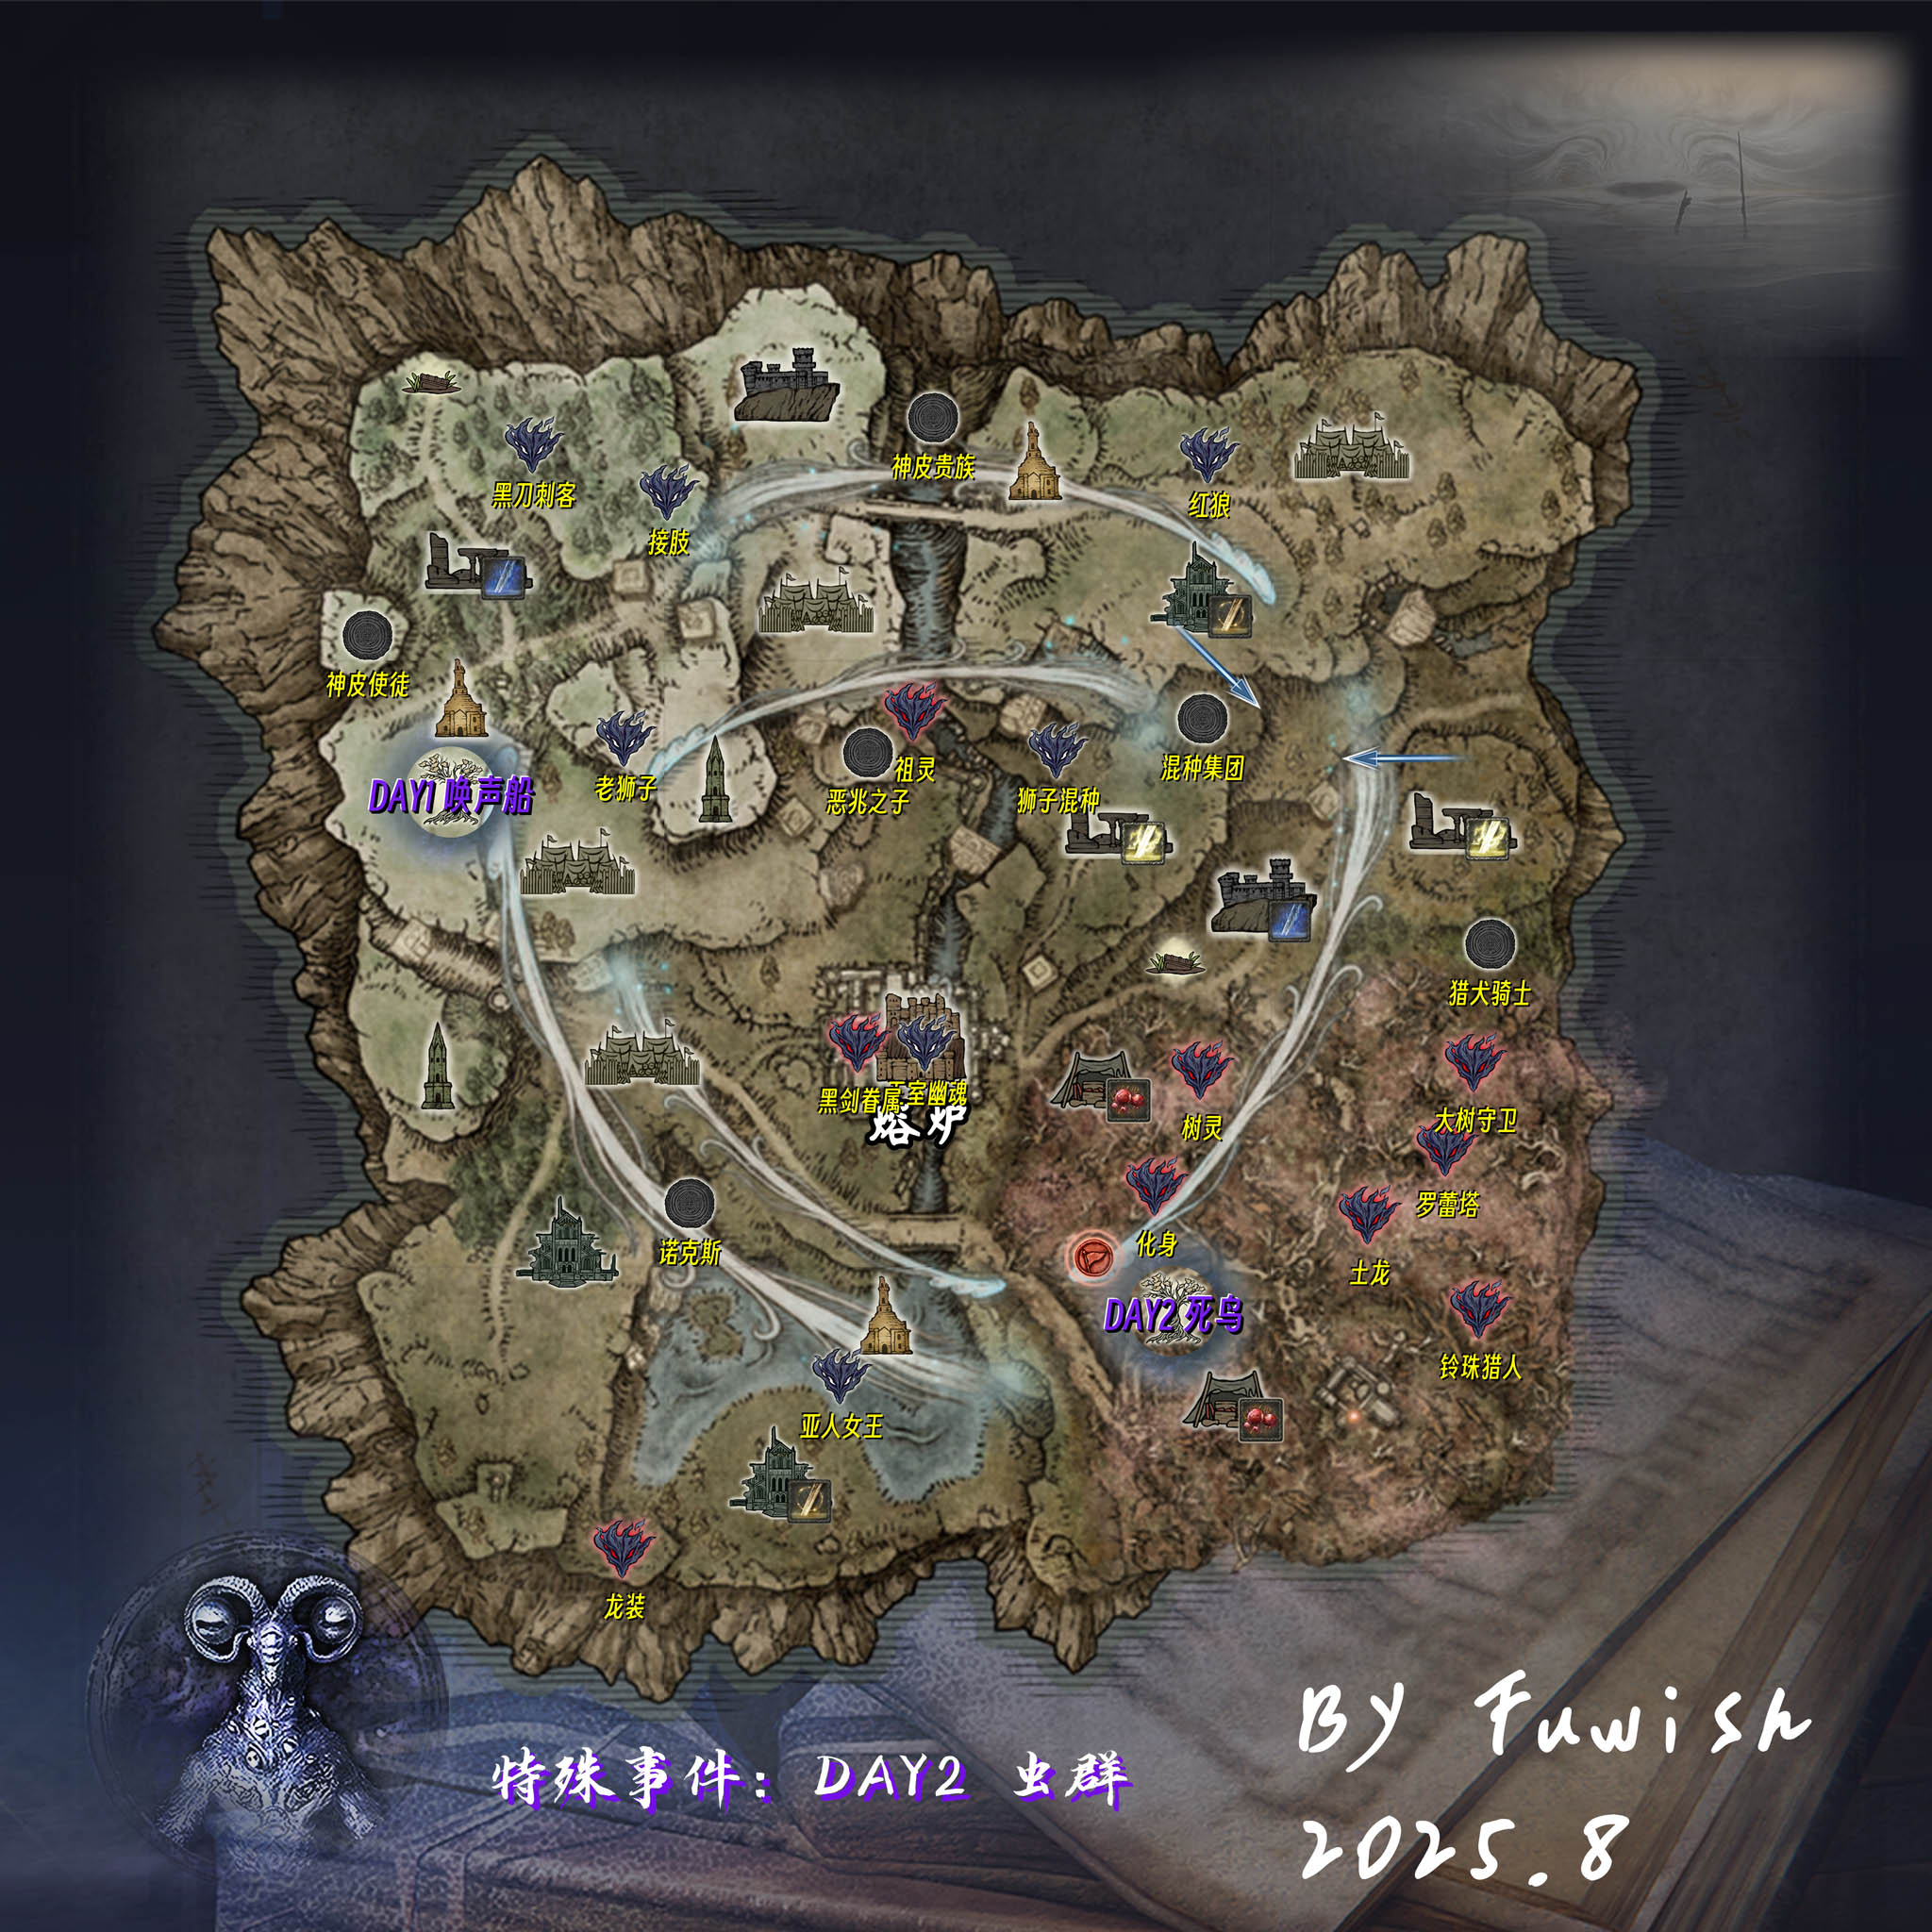 神皮贵族
黑刀刺客
红狼
接肢
神皮使徒
混种集团
祖灵
老狮子
DAY1 唤声船
恶兆之子
狮子混种
猎犬骑士
黑剑眷属
王室幽魂
熔炉
树灵
大树守卫
罗蕾塔
化身
诺克斯
土龙
DAY2 死鸟
铃珠猎人
亚人女王
龙装
By Fuwish
特殊事件：DAY2 虫群
2025.8